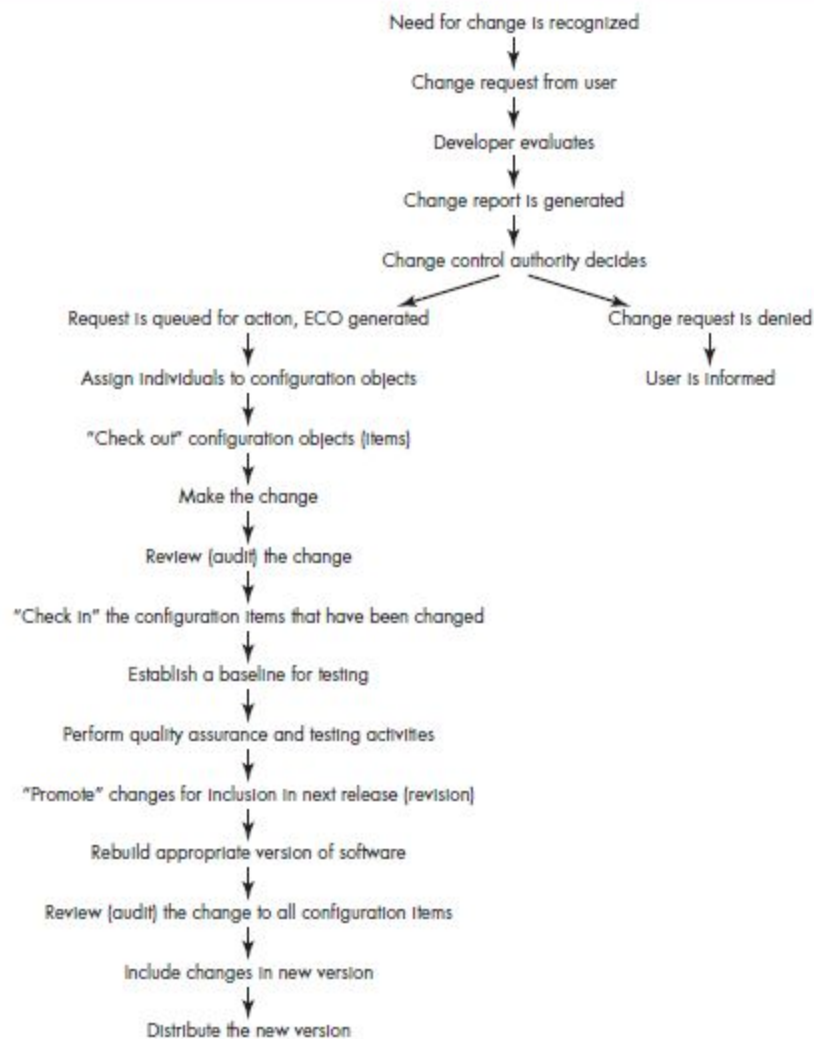 Need for change is recognized
Change request from user
Developer evaluates
Change report is generated
Change control authority decides
Request is queued for action, ECO generated
Change request is denied
Assign individuals to configuration objects
User is informed
"Check out" configuration objects (items)
Make the change
Review (audit) the change
"Check in" the configuration items that have been changed
Establish a baseline for testing
Perform quality assurance and testing activities
"Promote" changes for inclusion in next release (revision)
Rebuild appropriate version of software
Review (audit) the change to all configuration items
Include changes in new version
Distribute the new version